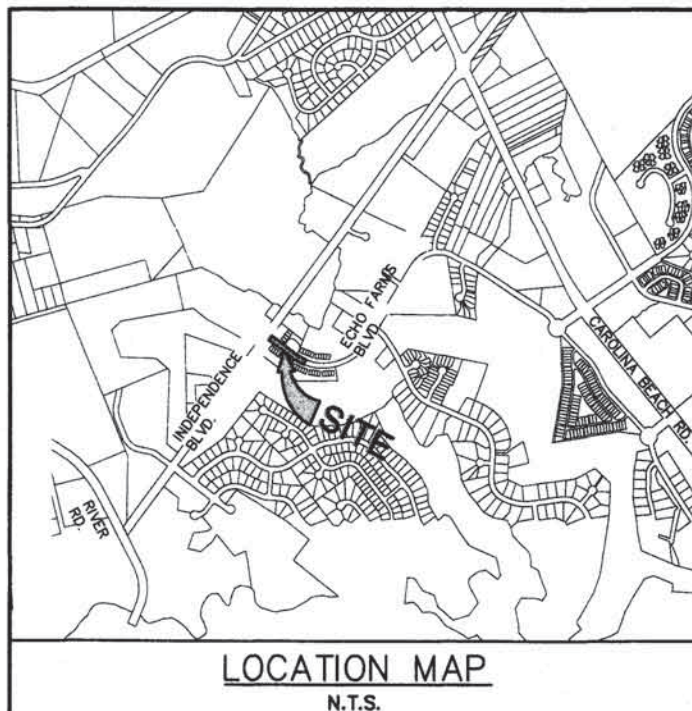 ECHO FARMS
BLVD.
CAROLINA BEACH RD.
INDEPENDENCE
BLVD.
SITE
RIVER
RD.
LOCATION MAP
N.T.S.